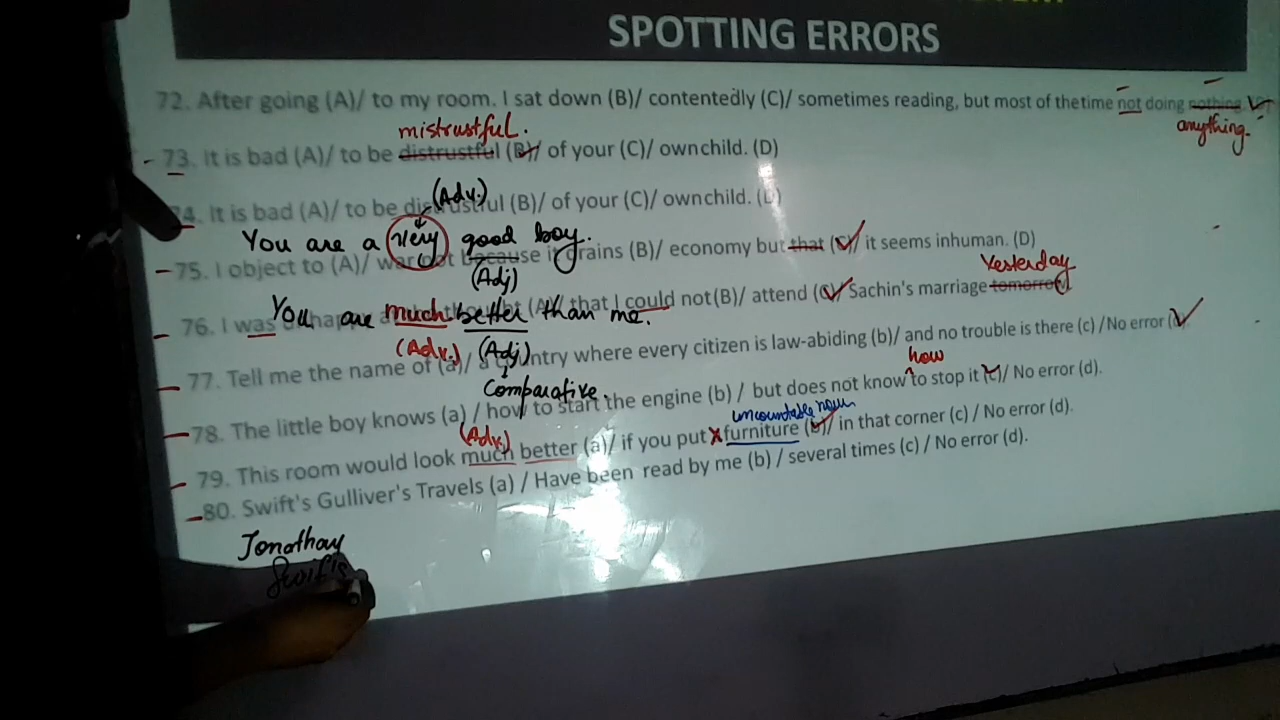 SPOTTING ERRORS
72. After going (A)/ to my room. I sat down (B)/ contentedly (C)/ sometimes reading, but most of the time not doing nothing
anything.
mistrustful.
73. It is bad (A)/ to be distrustful (B)/ of your (C)/ own child. (D)
(Adv.)
74. It is bad (A)/ to be distrustful (B)/ of your (C)/ own child. (D)
You are a very good boy.
75. I object to (A)/ war not because it drains (B)/ economy but that (C)/ it seems inhuman. (D)
(Adj)
Yesterday
76. I was (A)/ that I could not (B)/ attend (C)/ Sachin's marriage tomorrow
You are much better than me.
(Adv.) (Adj)
77. Tell me the name of (a)/ a country where every citizen is law-abiding (b)/ and no trouble is there (c) /No error
Comparative.
how
78. The little boy knows (a) / how to start the engine (b) / but does not know to stop it (c)/ No error (d).
(Adv.)
uncountable noun
79. This room would look much better (a)/ if you put furniture (b)/ in that corner (c) / No error (d).
80. Swift's Gulliver's Travels (a) / Have been read by me (b) / several times (c) / No error (d).
Jonathay
Swift's